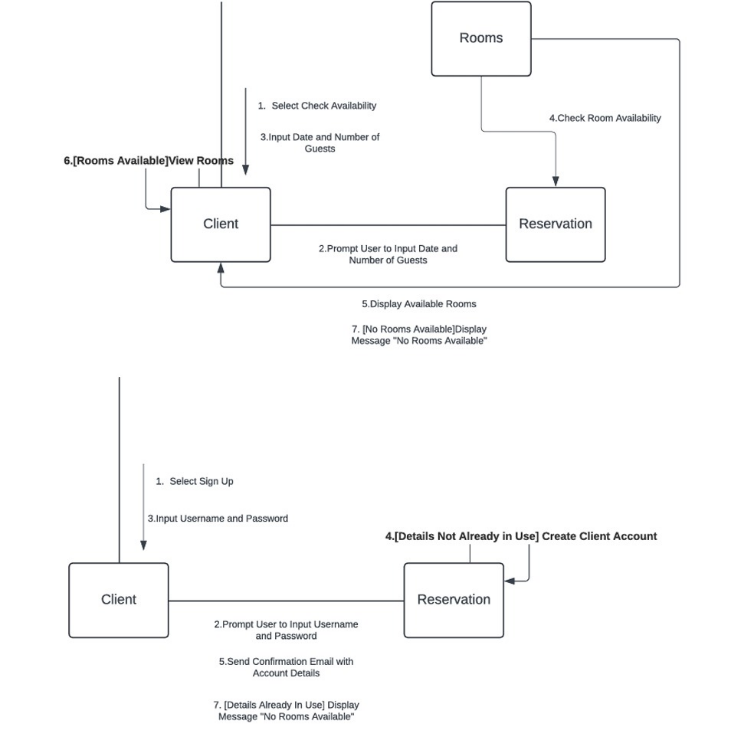 Rooms
1. Select Check Availability
4.Check Room Availability
3.Input Date and Number of
Guests
6.[Rooms Available]View Rooms
Client
Reservation
2.Prompt User to Input Date and
Number of Guests
5.Display Available Rooms
7. [No Rooms Available]Display
Message "No Rooms Available"
1. Select Sign Up
3.Input Username and Password
4.[Details Not Already in Use] Create Client Account
Client
Reservation
2.Prompt User to Input Username
and Password
5.Send Confirmation Email with
Account Details
7. [Details Already In Use] Display
Message "No Rooms Available"